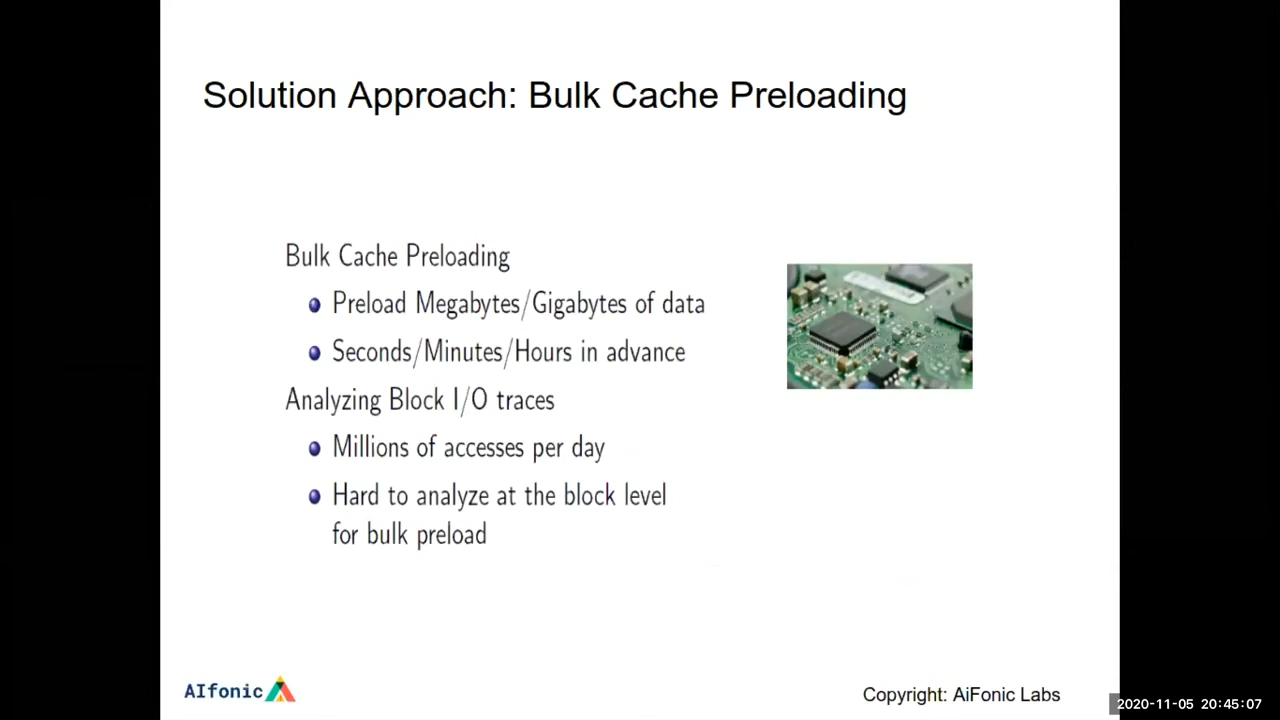 Solution Approach: Bulk Cache Preloading
Bulk Cache Preloading
Preload Megabytes/Gigabytes of data
Seconds/Minutes/Hours in advance
Analyzing Block I/O traces
Millions of accesses per day
Hard to analyze at the block level
for bulk preload
AIfonic
Copyright: AiFonic Labs
2020-11-05 20:45:07